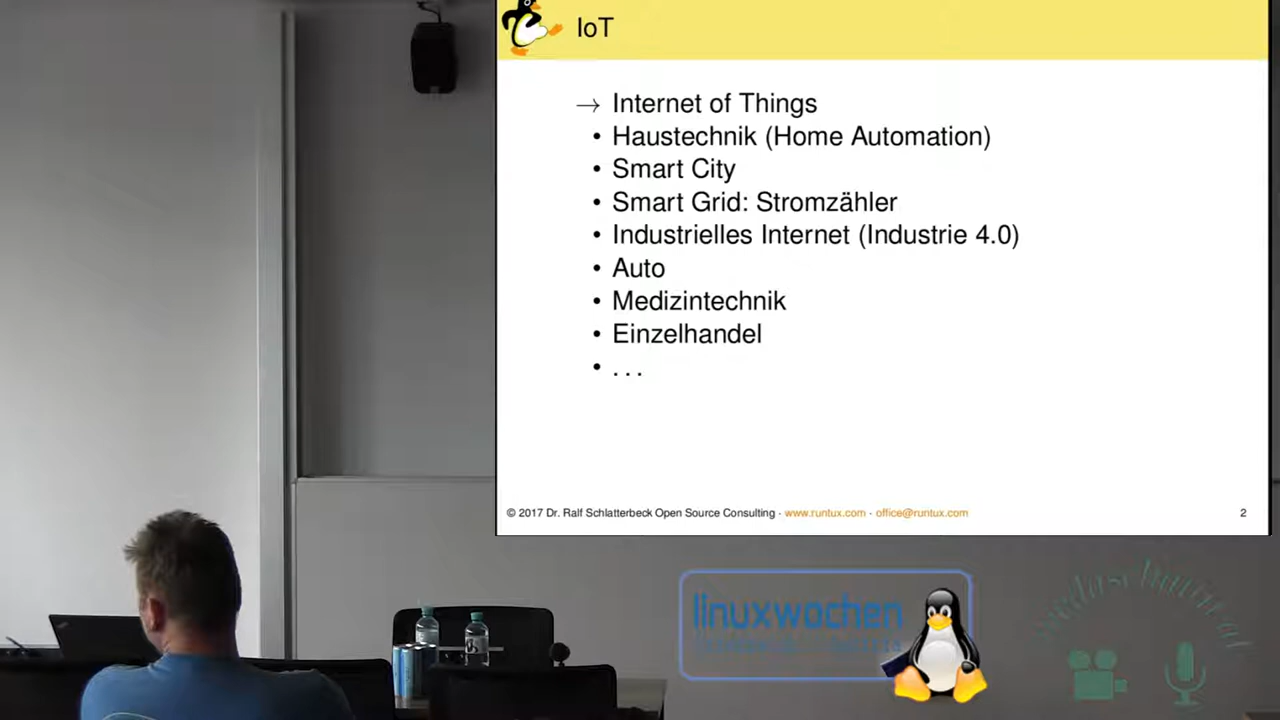 IoT
→ Internet of Things
• Haustechnik (Home Automation)
• Smart City
• Smart Grid: Stromzähler
• Industrielles Internet (Industrie 4.0)
• Auto
• Medizintechnik
• Einzelhandel
• . . .
© 2017 Dr. Ralf Schlatterbeck Open Source Consulting · www.runtux.com · office@runtux.com
2
linuxwochen